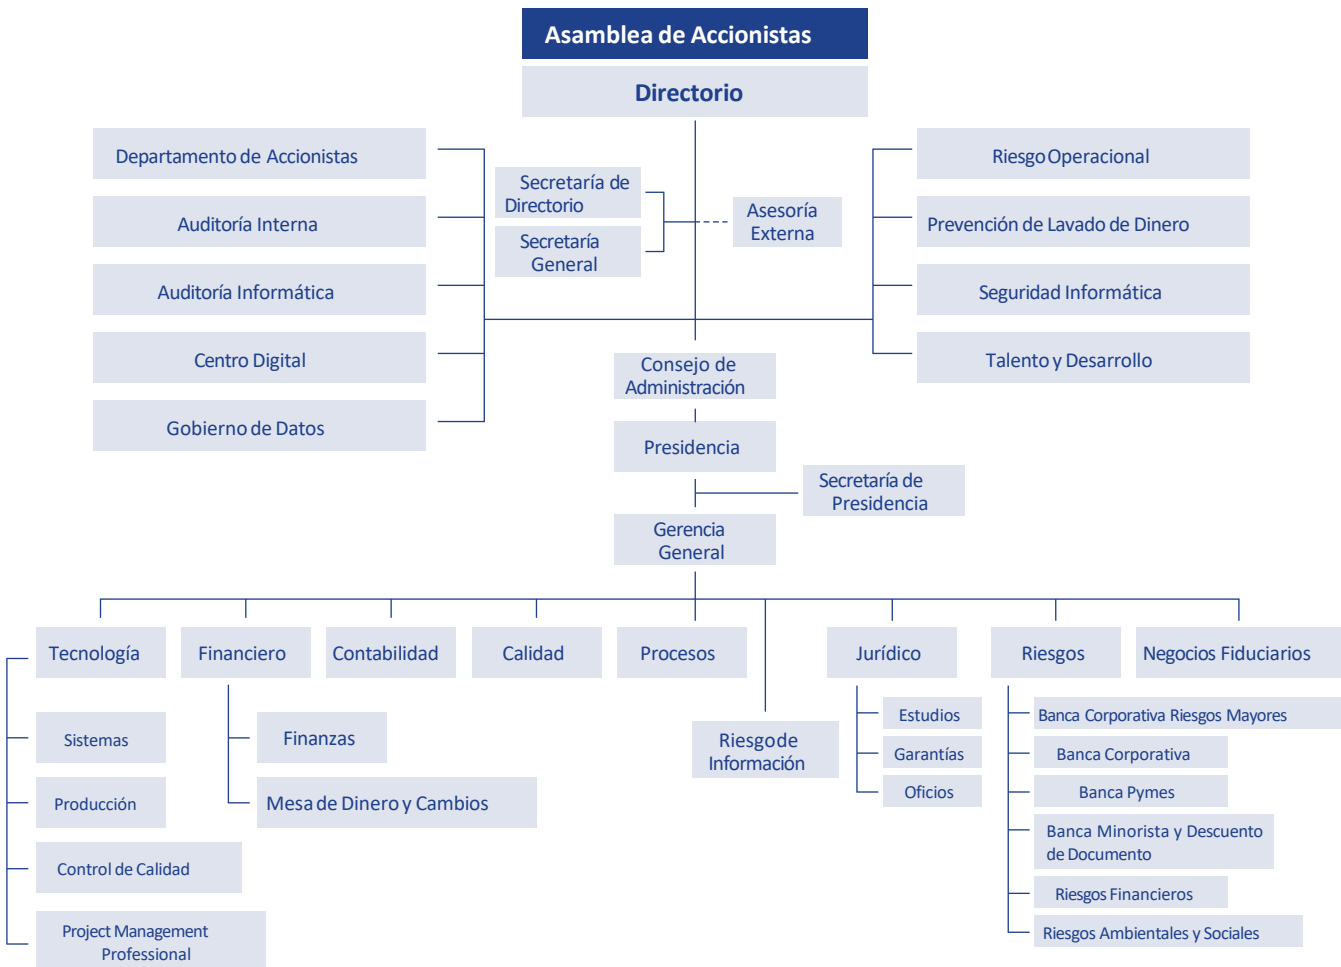 Asamblea de Accionistas
Directorio
Departamento de Accionistas
Auditoría Interna
Auditoría Informática
Centro Digital
Gobierno de Datos
Secretaría de
Directorio
Secretaría
General
Asesoría
Externa
Riesgo Operacional
Prevención de Lavado de Dinero
Seguridad Informática
Talento y Desarrollo
Consejo de
Administración
Presidencia
Secretaría de
Presidencia
Gerencia
General
Tecnología
Financiero
Contabilidad
Calidad
Procesos
Jurídico
Riesgos
Negocios Fiduciarios
Sistemas
Producción
Control de Calidad
Project Management
Professional
Finanzas
Mesa de Dinero y Cambios
Riesgo de
Información
Estudios
Garantías
Oficios
Banca Corporativa Riesgos Mayores
Banca Corporativa
Banca Pymes
Banca Minorista y Descuento
de Documento
Riesgos Financieros
Riesgos Ambientales y Sociales